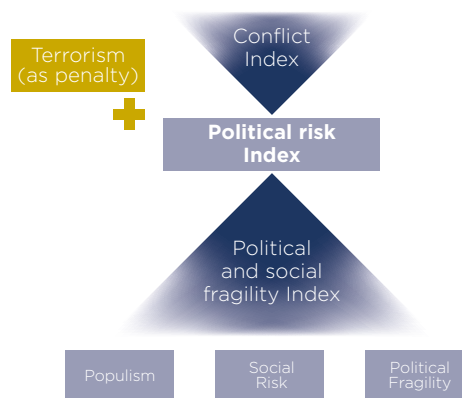 Conflict
Index
Terrorism
(as penalty)
Political risk
Index
Political
and social
fragility Index
Populism
Social
Risk
Political
Fragility